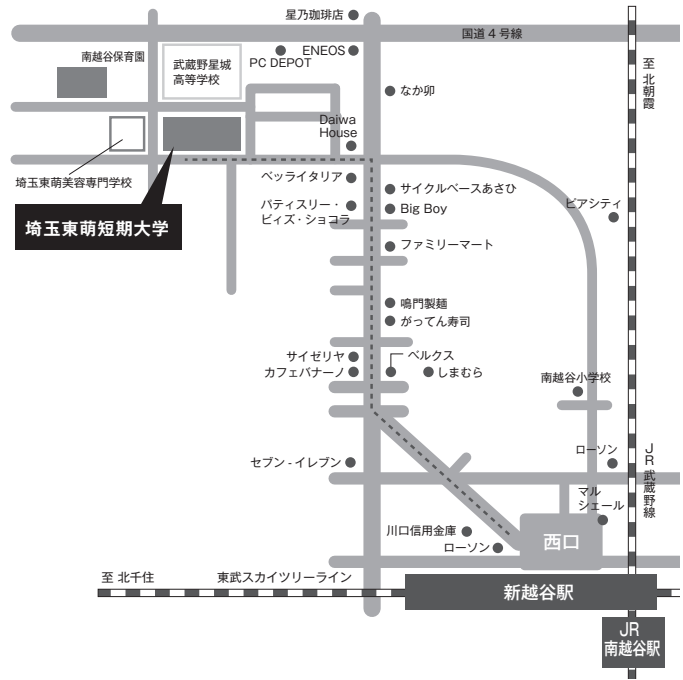 星乃珈琲店
国道4号線
南越谷保育園
武蔵野星城
高等学校
ENEOS
PC DEPOT
至 北朝霞
なか卯
Daiwa
House
埼玉東萌美容専門学校
ベッライタリア
サイクルベースあさひ
ビアシティ
パティスリー・
ビィズ・ショコラ
Big Boy
埼玉東萌短期大学
ファミリーマート
鳴門製麺
がってん寿司
サイゼリヤ
ベルクス
カフェバナーノ
しまむら
南越谷小学校
セブン-イレブン
ローソン
JR武蔵野線
マル
シェール
川口信用金庫
ローソン
西口
至 北千住
東武スカイツリーライン
新越谷駅
JR
南越谷駅